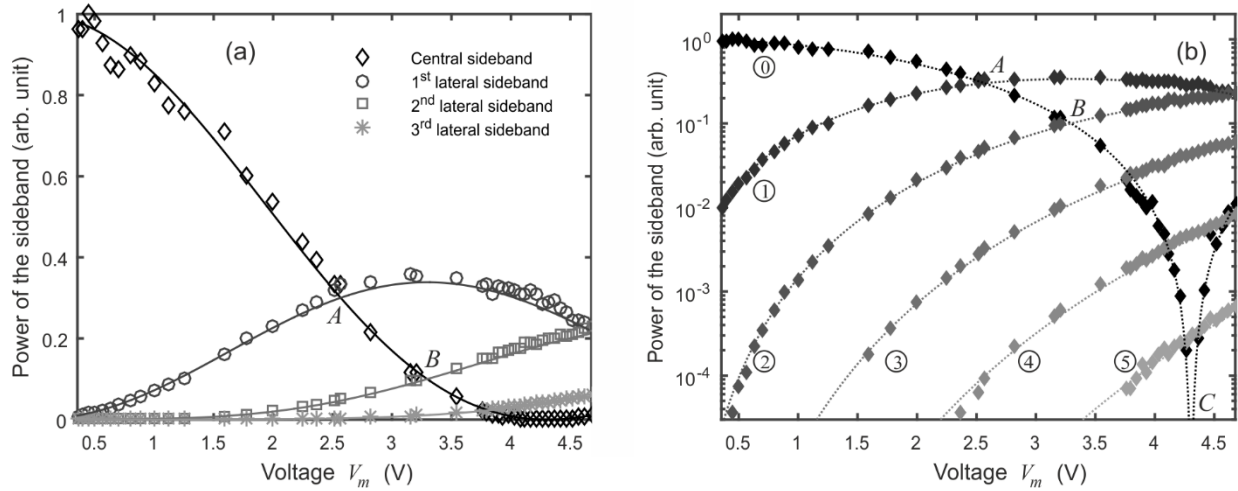 (a)
Central sideband
1st lateral sideband
2nd lateral sideband
3rd lateral sideband
A
B
Power of the sideband (arb. unit)
1
0.8
0.6
0.4
0.2
0
0.5 1 1.5 2 2.5 3 3.5 4 4.5
Voltage Vm (V)
(b)
A
B
C
0
1
2
3
4
5
Power of the sideband (arb. unit)
10^0
10^-1
10^-2
10^-3
10^-4
0.5 1 1.5 2 2.5 3 3.5 4 4.5
Voltage Vm (V)